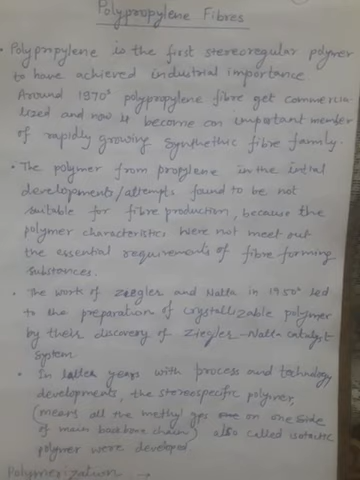 Polypropylene Fibres
• Polypropylene is the first stereoregular polymer
to have achieved industrial importance.
Around 1970s polypropylene fibre get commercia-
lized and now it become an important member
of rapidly growing synthetic fibre family.
• The polymer from propylene in the intial
developments/attempts found to be not
suitable for fibre production, because the
polymer characteristics were not meet out
the essential requirements of fibre forming
substances.
• The work of Ziegler and Natta in 1950s led
to the preparation of crystallizable polymer
by their discovery of Ziegler-Natta catalyst
system
• In later years with process and technology
developments, the stereospecific polymer,
(means all the methyl gps on one side
of main backbone chain) also called isotactic
polymer were developed
Polymerization →